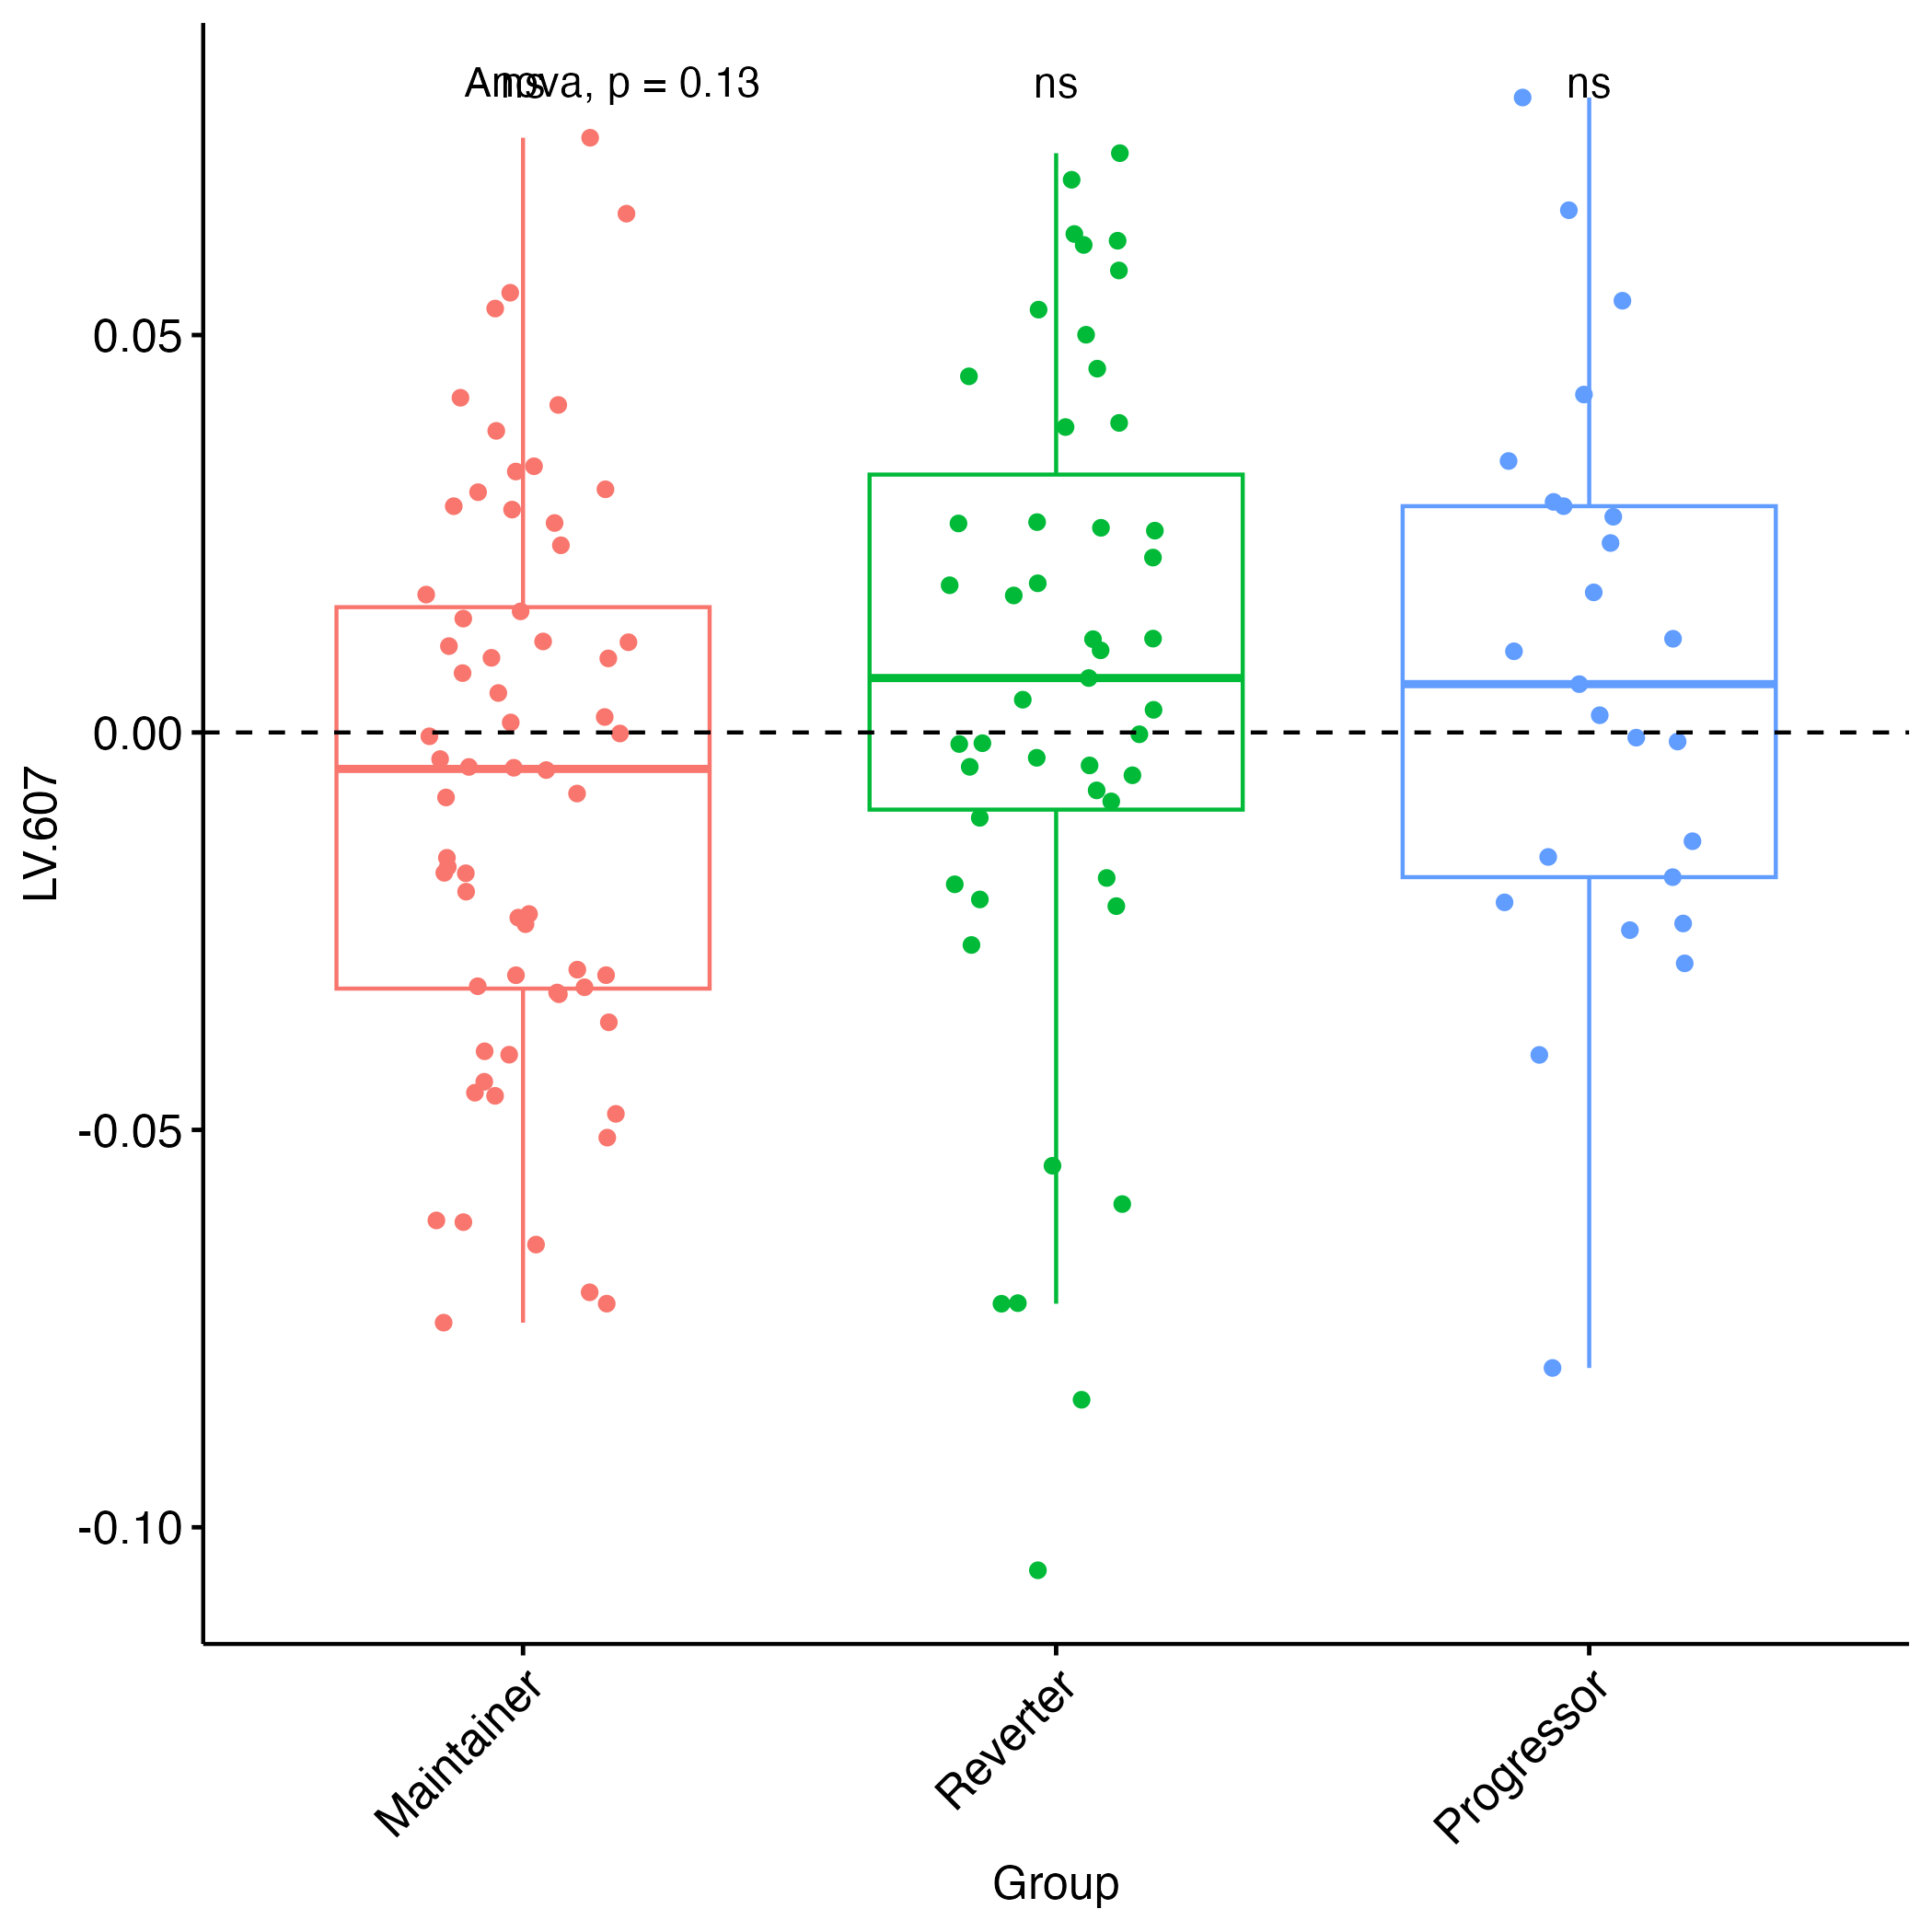 Anova, p = 0.13
ns
ns
ns
0.05
0.00
-0.05
-0.10
LV.607
Maintainer
Reverter
Progressor
Group